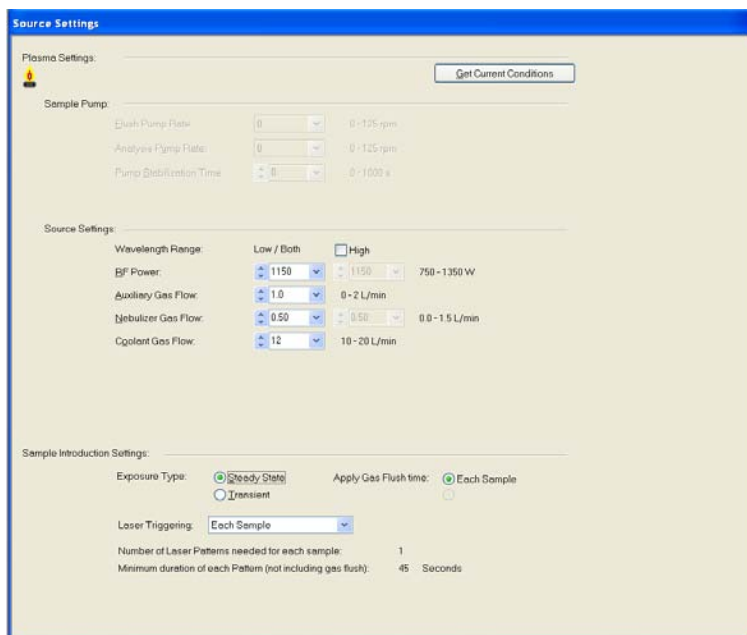 Source Settings
Plasma Settings:
Get Current Conditions
Sample Pump:
Flush Pump Rate: 0 0 - 125 rpm
Analysis Pump Rate: 0 0 - 125 rpm
Pump Stabilization Time: 0 0 - 1000 s
Source Settings:
Wavelength Range: Low / Both High
RF Power: 1150 1150 750 - 1350 W
Auxiliary Gas Flow: 1.0 0 - 2 L/min
Nebulizer Gas Flow: 0.50 0.50 0.0 - 1.5 L/min
Coolant Gas Flow: 12 10 - 20 L/min
Sample Introduction Settings:
Exposure Type: Steady State Apply Gas Flush time: Each Sample
Transient
Laser Triggering: Each Sample
Number of Laser Patterns needed for each sample: 1
Minimum duration of each Pattern (not including gas flush): 45 Seconds